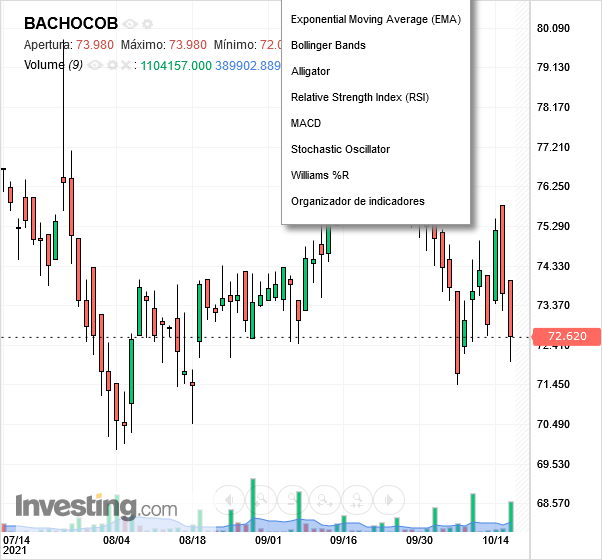 BACHOCOB
Apertura: 73.980 Máximo: 73.980 Mínimo: 72.0
Volume (9) : 1104157.000 389902.889
Exponential Moving Average (EMA)
Bollinger Bands
Alligator
Relative Strength Index (RSI)
MACD
Stochastic Oscillator
Williams %R
Organizador de indicadores
80.090
79.130
78.170
77.210
76.250
75.290
74.330
73.370
72.620
72.410
71.450
70.490
69.530
68.570
Investing.com
07/14 08/04 08/18 09/01 09/16 09/30 10/14
2021